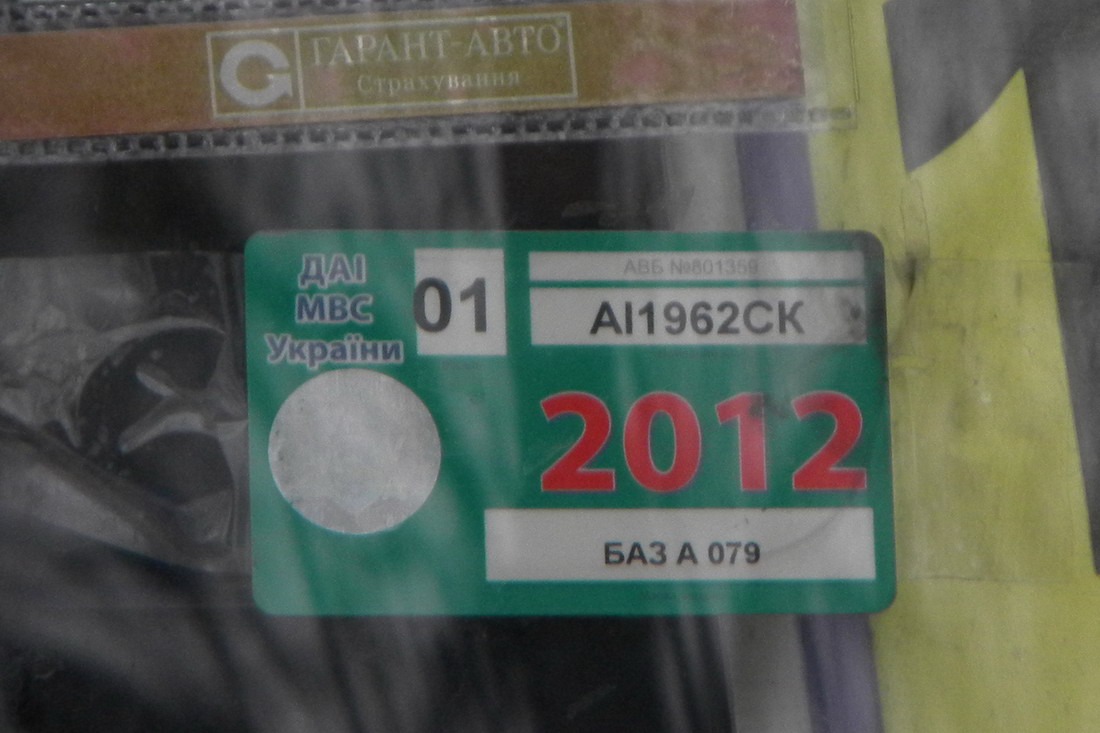 ГАРАНТ-АВТО
Страхування
ДАІ
МВС
України
01
АВБ №801359
АІ1962СК
2012
БАЗ А 079